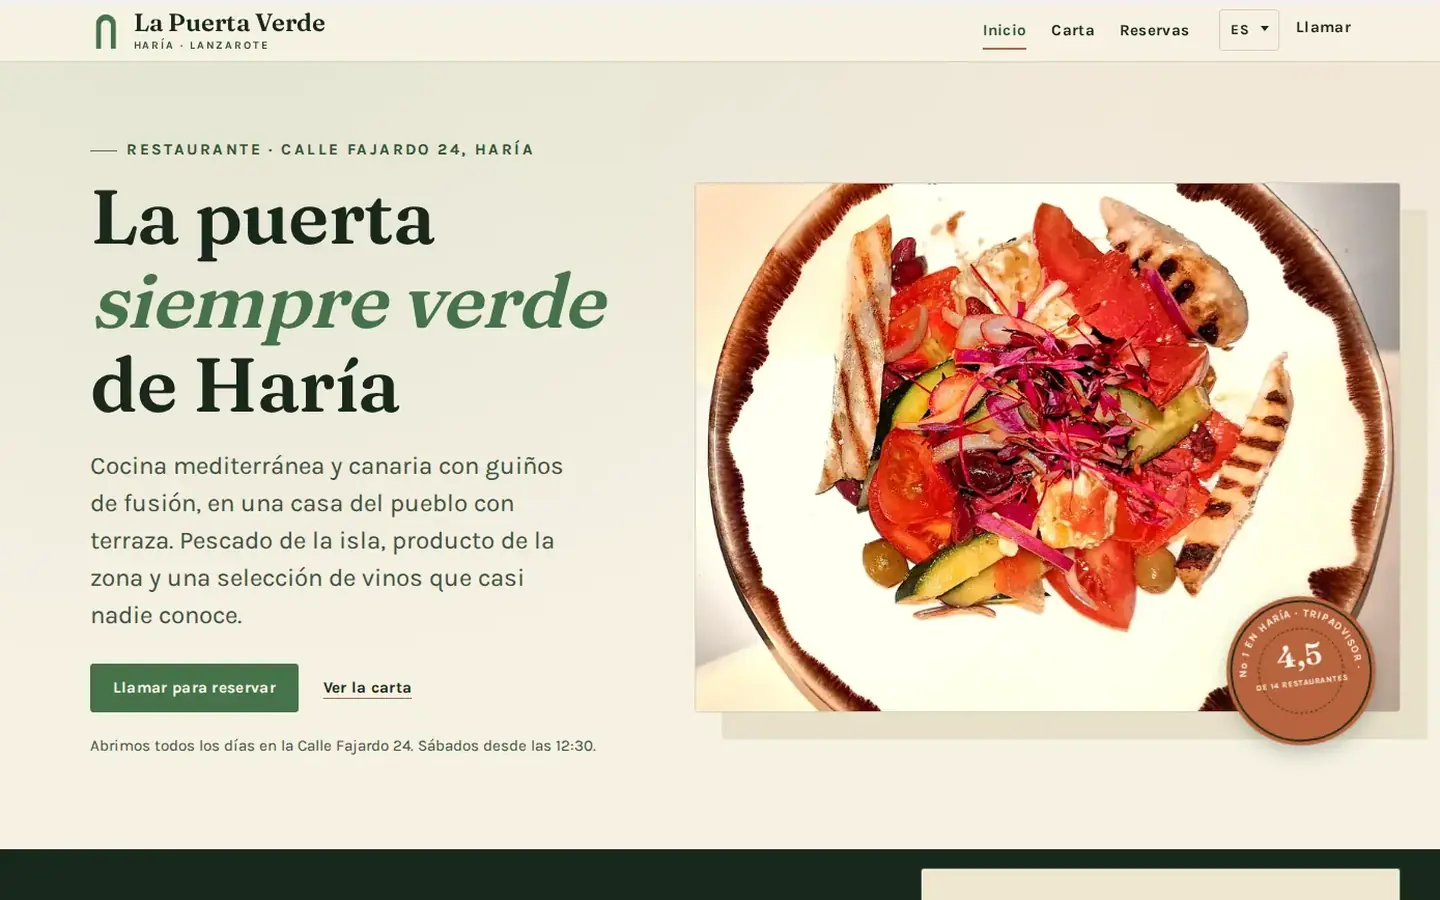 La Puerta Verde
HARÍA · LANZAROTE
Inicio
Carta
Reservas
ES
Llamar
RESTAURANTE · CALLE FAJARDO 24, HARÍA
La puerta
siempre verde
de Haría
Cocina mediterránea y canaria con guiños
de fusión, en una casa del pueblo con
terraza. Pescado de la isla, producto de la
zona y una selección de vinos que casi
nadie conoce.
Llamar para reservar
Ver la carta
Abrimos todos los días en la Calle Fajardo 24. Sábados desde las 12:30.
No 1 EN HARÍA · TRIPADVISOR ·
4,5
DE 14 RESTAURANTES